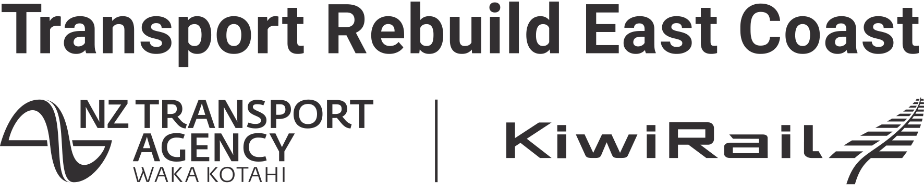 Transport Rebuild East Coast
NZ TRANSPORT
AGENCY
WAKA KOTAHI
KiwiRail